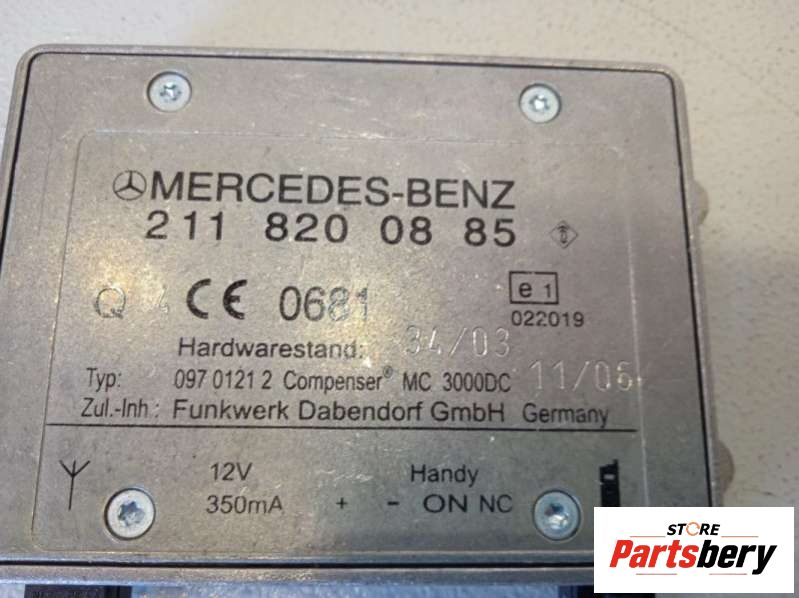 MERCEDES-BENZ
211 820 08 85
Q 4 CE 0681 e1
022019
Hardwarestand: 34/03
Typ: 097 0121 2 Compenser® MC 3000DC 11/06
Zul.-Inh.: Funkwerk Dabendorf GmbH Germany
12V Handy
350mA + - ON NC
STORE
Partsbery